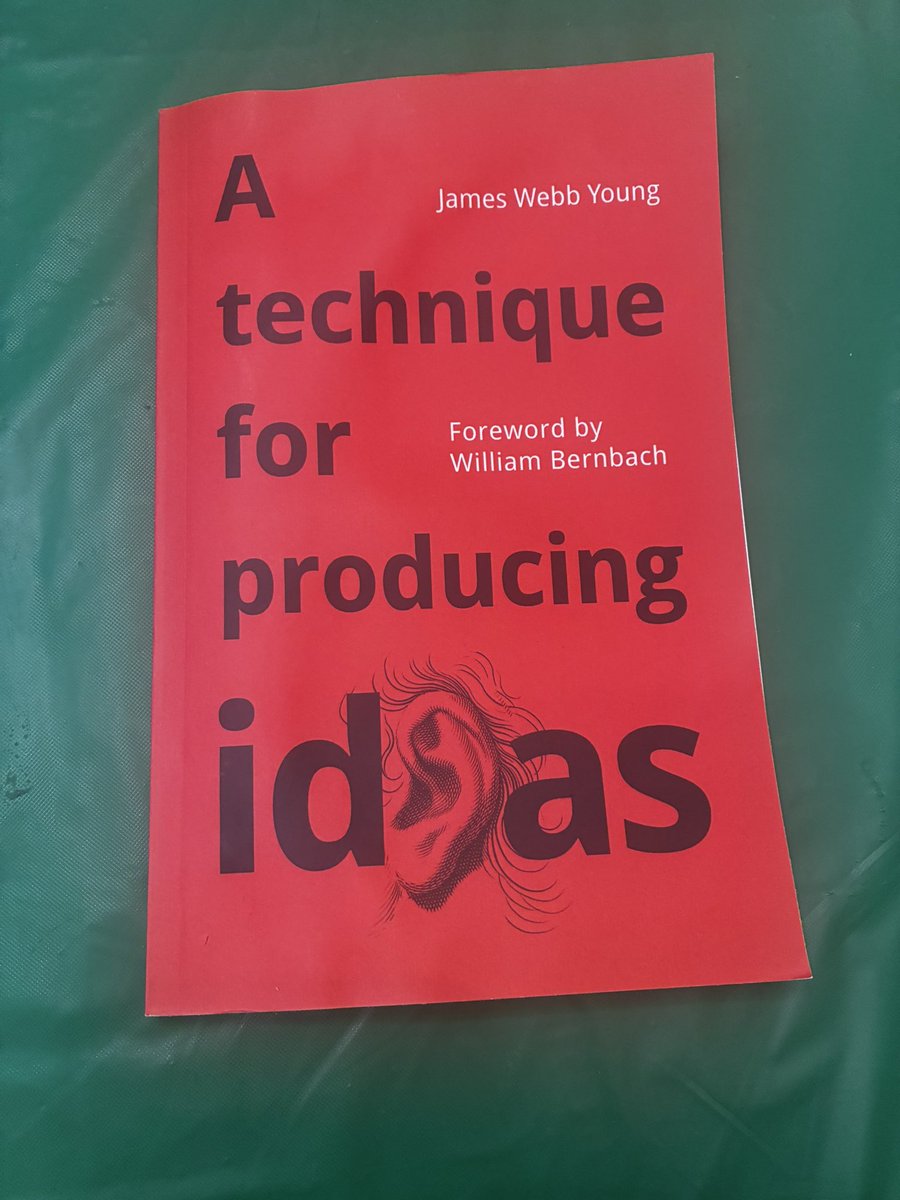 A
James Webb Young
technique
for
Foreword by
William Bernbach
producing
id as